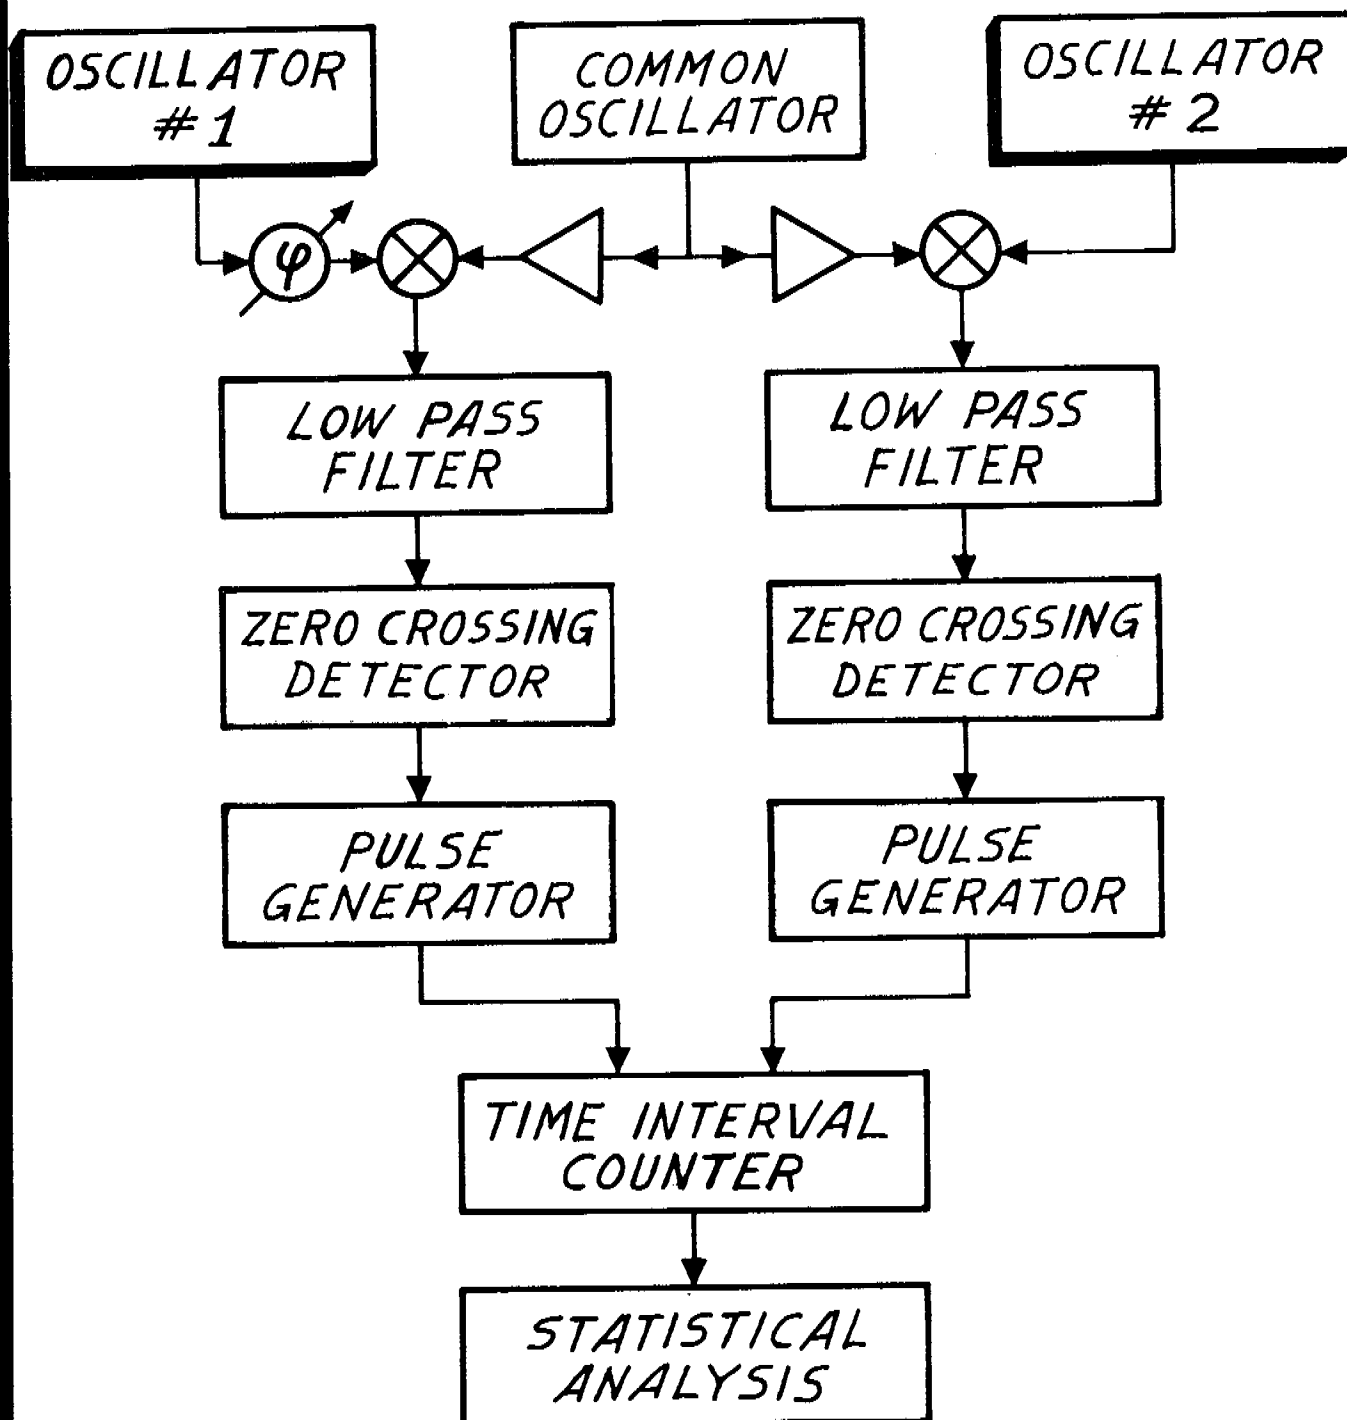 OSCILLATOR
#1
COMMON
OSCILLATOR
OSCILLATOR
#2
φ
LOW PASS
FILTER
LOW PASS
FILTER
ZERO CROSSING
DETECTOR
ZERO CROSSING
DETECTOR
PULSE
GENERATOR
PULSE
GENERATOR
TIME INTERVAL
COUNTER
STATISTICAL
ANALYSIS